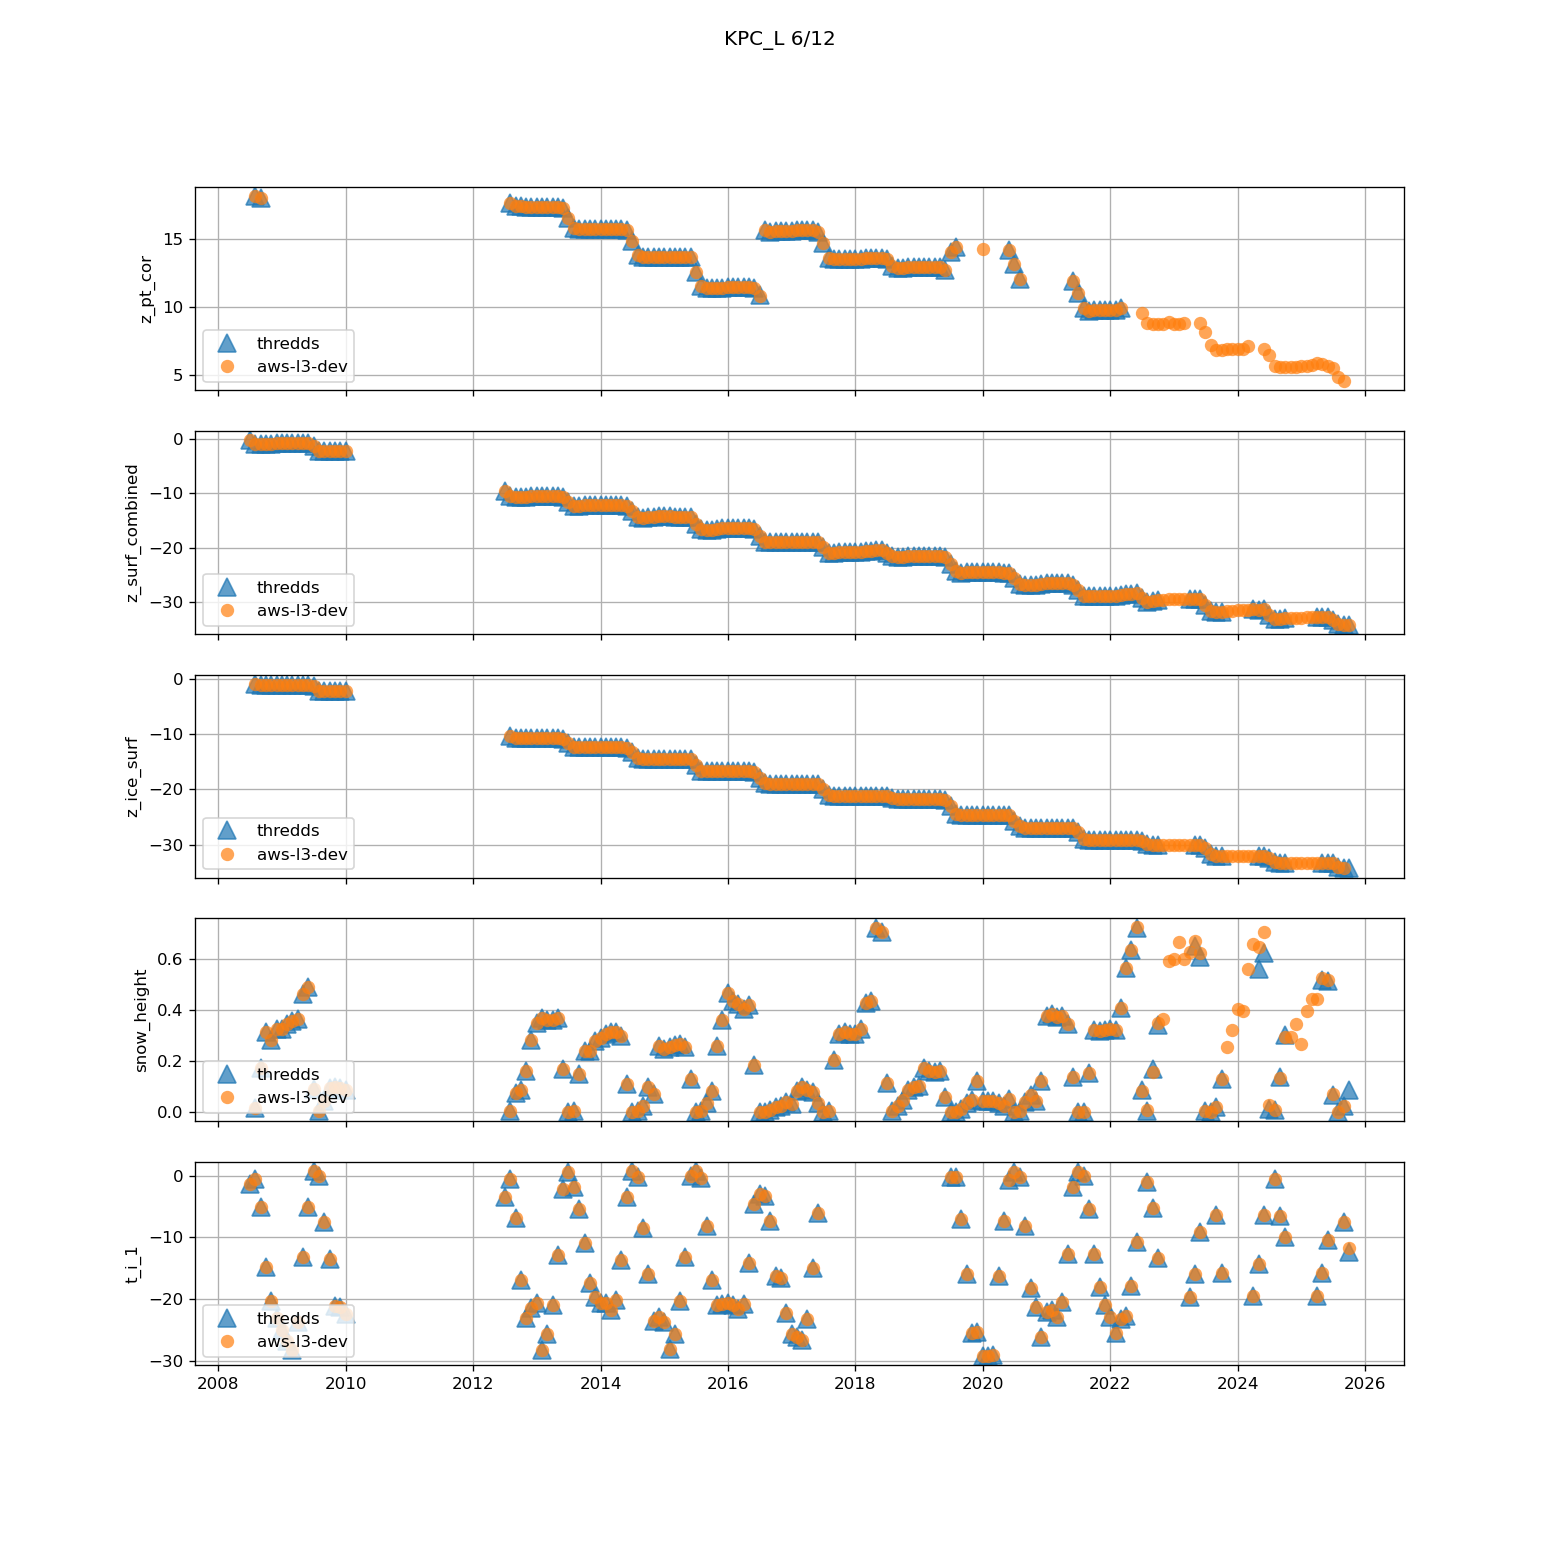 KPC_L 6/12
z_pt_cor
15
10
5
thredds
aws-l3-dev
z_surf_combined
0
−10
−20
−30
thredds
aws-l3-dev
z_ice_surf
0
−10
−20
−30
thredds
aws-l3-dev
snow_height
0.6
0.4
0.2
0.0
thredds
aws-l3-dev
t_i_1
0
−10
−20
−30
thredds
aws-l3-dev
2008 2010 2012 2014 2016 2018 2020 2022 2024 2026